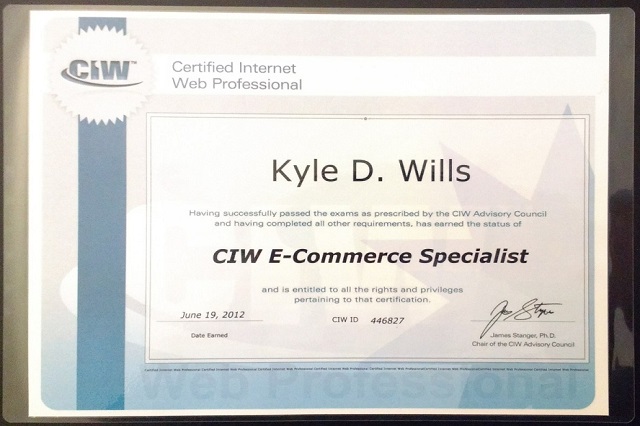 CIW™
Certified Internet
Web Professional
Kyle D. Wills
Having successfully passed the exams as prescribed by the CIW Advisory Council
and having completed all other requirements, has earned the status of
CIW E-Commerce Specialist
and is entitled to all the rights and privileges
pertaining to that certification.
June 19, 2012
Date Earned
CIW ID 446827
James Stanger, Ph.D.
Chair of the CIW Advisory Council
Web Professional